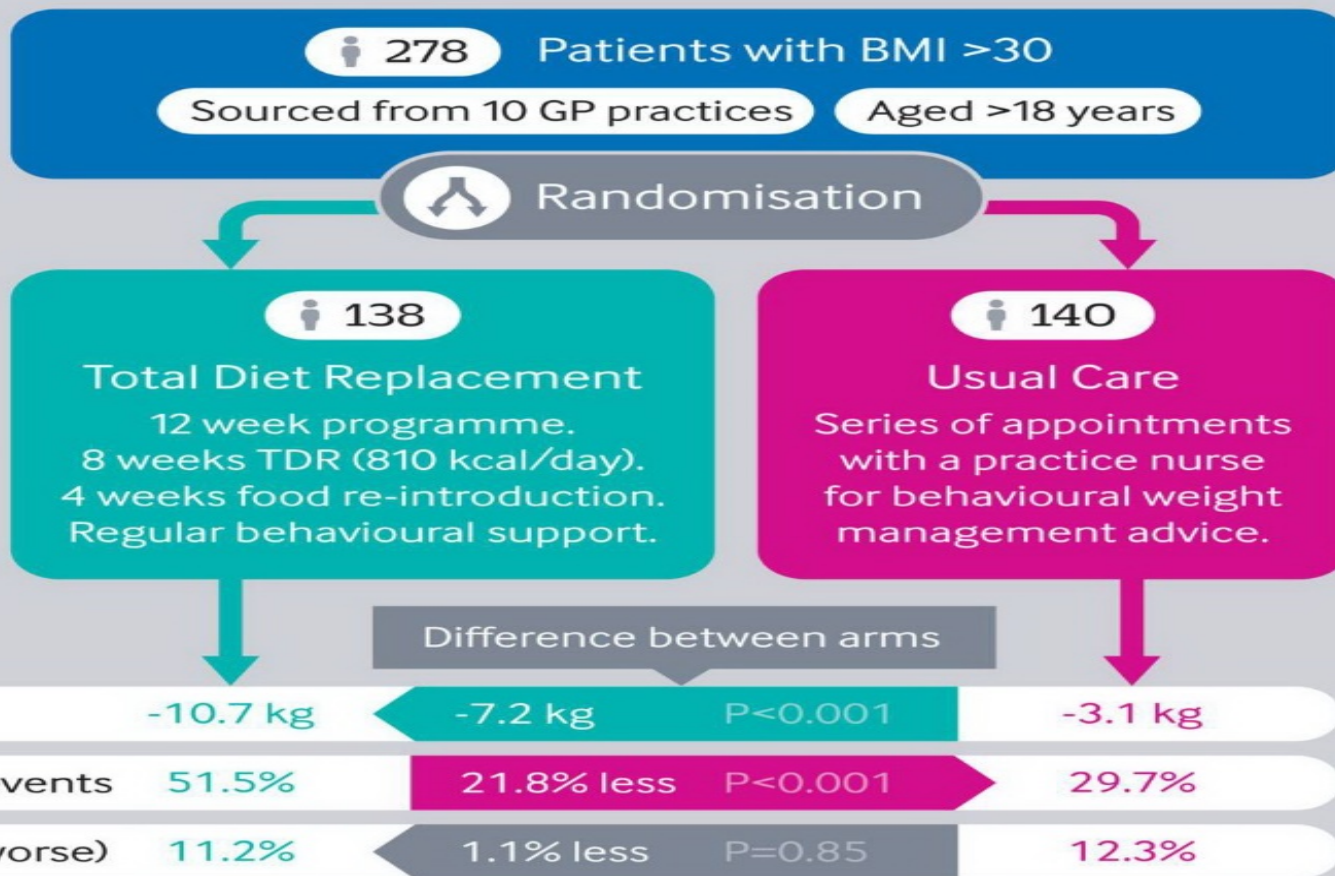 278 Patients with BMI >30
Sourced from 10 GP practices Aged >18 years
Randomisation
138
Total Diet Replacement
12 week programme.
8 weeks TDR (810 kcal/day).
4 weeks food re-introduction.
Regular behavioural support.
140
Usual Care
Series of appointments
with a practice nurse
for behavioural weight
management advice.
Difference between arms
-10.7 kg -7.2 kg P<0.001 -3.1 kg
vents 51.5% 21.8% less P<0.001 29.7%
vorse) 11.2% 1.1% less P=0.85 12.3%